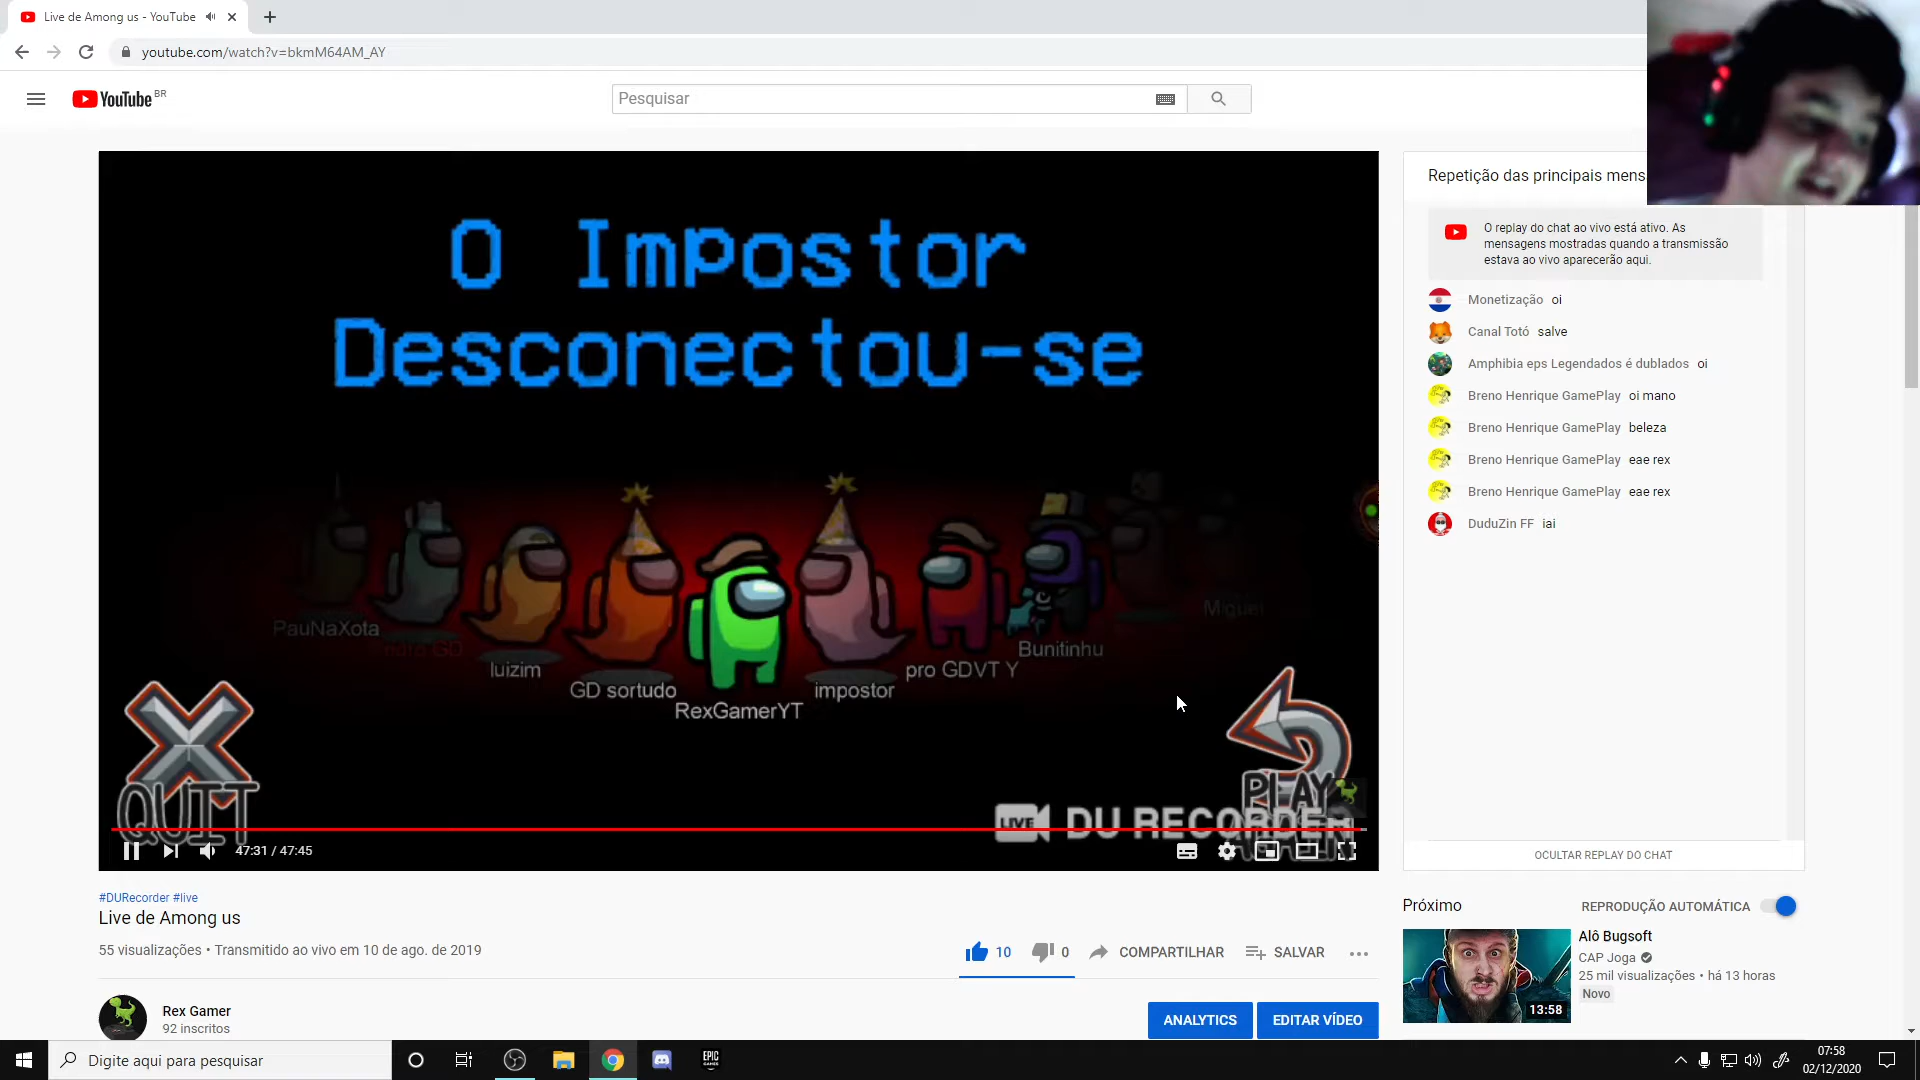 Live de Among us - YouTube
youtube.com/watch?v=bkmM64AM_AY
YouTube BR
Pesquisar
O Impostor
Desconectou-se
PauNaXota
luizim
GD sortudo
RexGamerYT
impostor
pro GDVT Y
Bunitinhu
Miguel
QUIT
PLAY
LIVE DU RECORDER
47:31 / 47:45
Repetição das principais mens
O replay do chat ao vivo está ativo. As
mensagens mostradas quando a transmissão
estava ao vivo aparecerão aqui.
Monetização oi
Canal Totó salve
Amphibia eps Legendados é dublados oi
Breno Henrique GamePlay oi mano
Breno Henrique GamePlay beleza
Breno Henrique GamePlay eae rex
Breno Henrique GamePlay eae rex
DuduZin FF iai
OCULTAR REPLAY DO CHAT
#DURecorder #live
Live de Among us
55 visualizações • Transmitido ao vivo em 10 de ago. de 2019
10 0 COMPARTILHAR SALVAR
Rex Gamer
92 inscritos
ANALYTICS EDITAR VÍDEO
Próximo REPRODUÇÃO AUTOMÁTICA
Alô Bugsoft
CAP Joga
25 mil visualizações • há 13 horas
Novo
13:58
Digite aqui para pesquisar
EPIC
07:58
02/12/2020